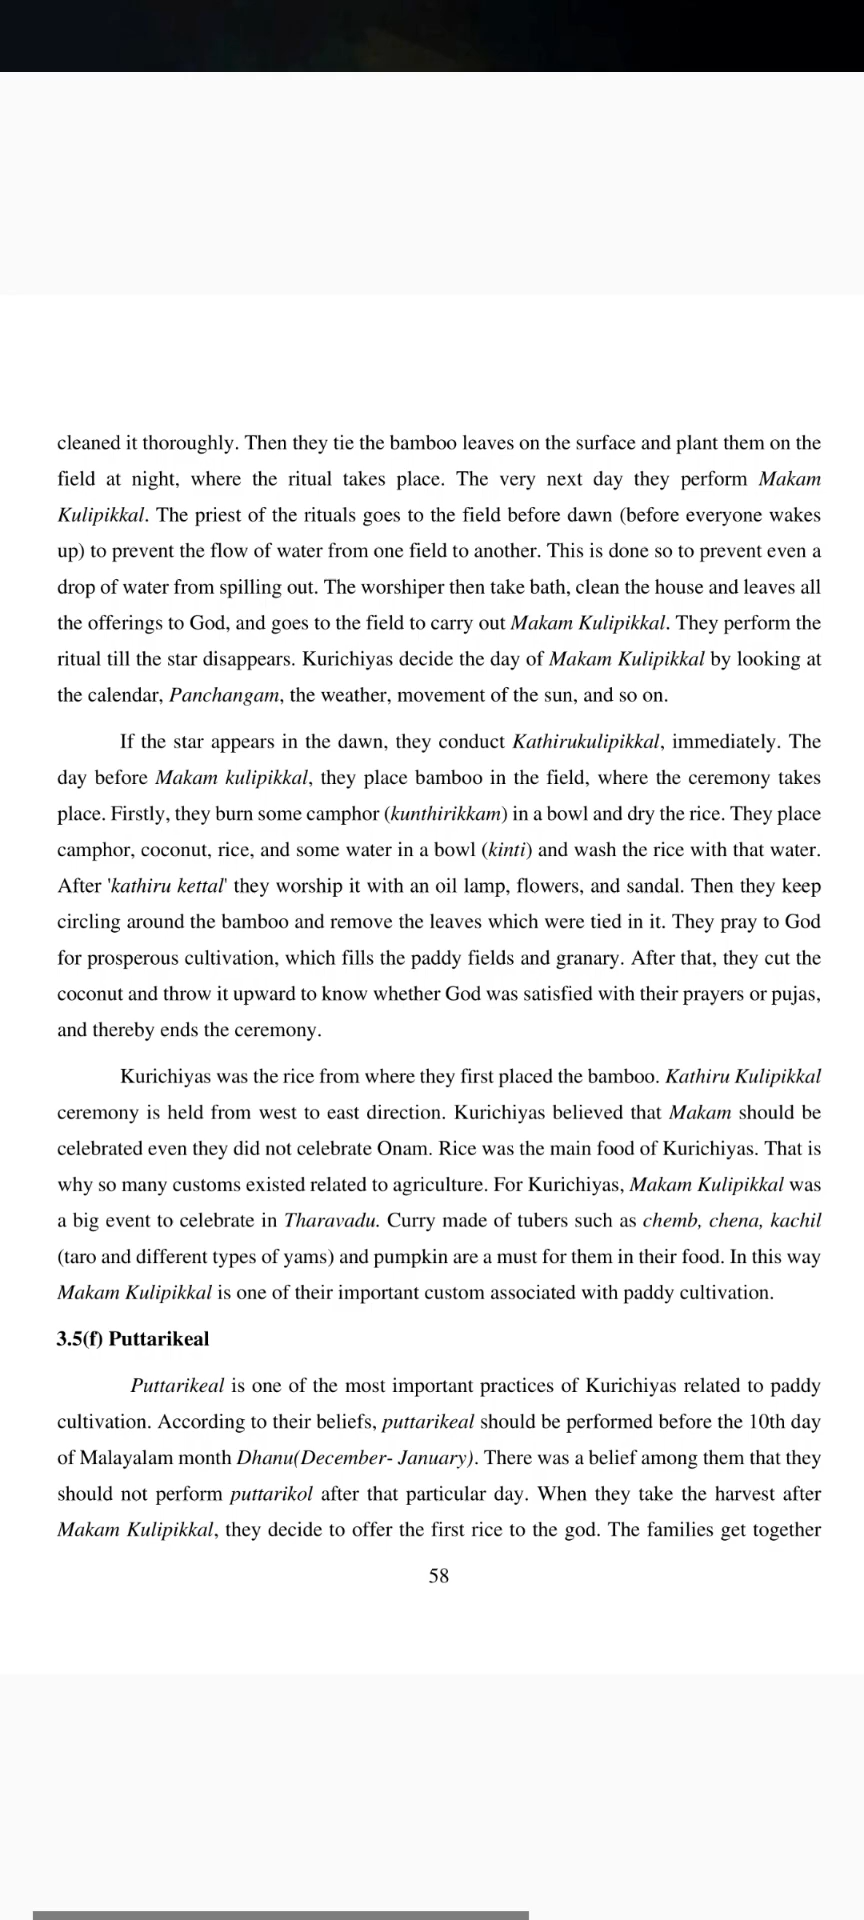 cleaned it thoroughly. Then they tie the bamboo leaves on the surface and plant them on the
field at night, where the ritual takes place. The very next day they perform Makam
Kulipikkal. The priest of the rituals goes to the field before dawn (before everyone wakes
up) to prevent the flow of water from one field to another. This is done so to prevent even a
drop of water from spilling out. The worshiper then take bath, clean the house and leaves all
the offerings to God, and goes to the field to carry out Makam Kulipikkal. They perform the
ritual till the star disappears. Kurichiyas decide the day of Makam Kulipikkal by looking at
the calendar, Panchangam, the weather, movement of the sun, and so on.
If the star appears in the dawn, they conduct Kathirukulipikkal, immediately. The
day before Makam kulipikkal, they place bamboo in the field, where the ceremony takes
place. Firstly, they burn some camphor (kunthirikkam) in a bowl and dry the rice. They place
camphor, coconut, rice, and some water in a bowl (kinti) and wash the rice with that water.
After 'kathiru kettal' they worship it with an oil lamp, flowers, and sandal. Then they keep
circling around the bamboo and remove the leaves which were tied in it. They pray to God
for prosperous cultivation, which fills the paddy fields and granary. After that, they cut the
coconut and throw it upward to know whether God was satisfied with their prayers or pujas,
and thereby ends the ceremony.
Kurichiyas was the rice from where they first placed the bamboo. Kathiru Kulipikkal
ceremony is held from west to east direction. Kurichiyas believed that Makam should be
celebrated even they did not celebrate Onam. Rice was the main food of Kurichiyas. That is
why so many customs existed related to agriculture. For Kurichiyas, Makam Kulipikkal was
a big event to celebrate in Tharavadu. Curry made of tubers such as chemb, chena, kachil
(taro and different types of yams) and pumpkin are a must for them in their food. In this way
Makam Kulipikkal is one of their important custom associated with paddy cultivation.
3.5(f) Puttarikeal
Puttarikeal is one of the most important practices of Kurichiyas related to paddy
cultivation. According to their beliefs, puttarikeal should be performed before the 10th day
of Malayalam month Dhanu(December- January). There was a belief among them that they
should not perform puttarikol after that particular day. When they take the harvest after
Makam Kulipikkal, they decide to offer the first rice to the god. The families get together
58